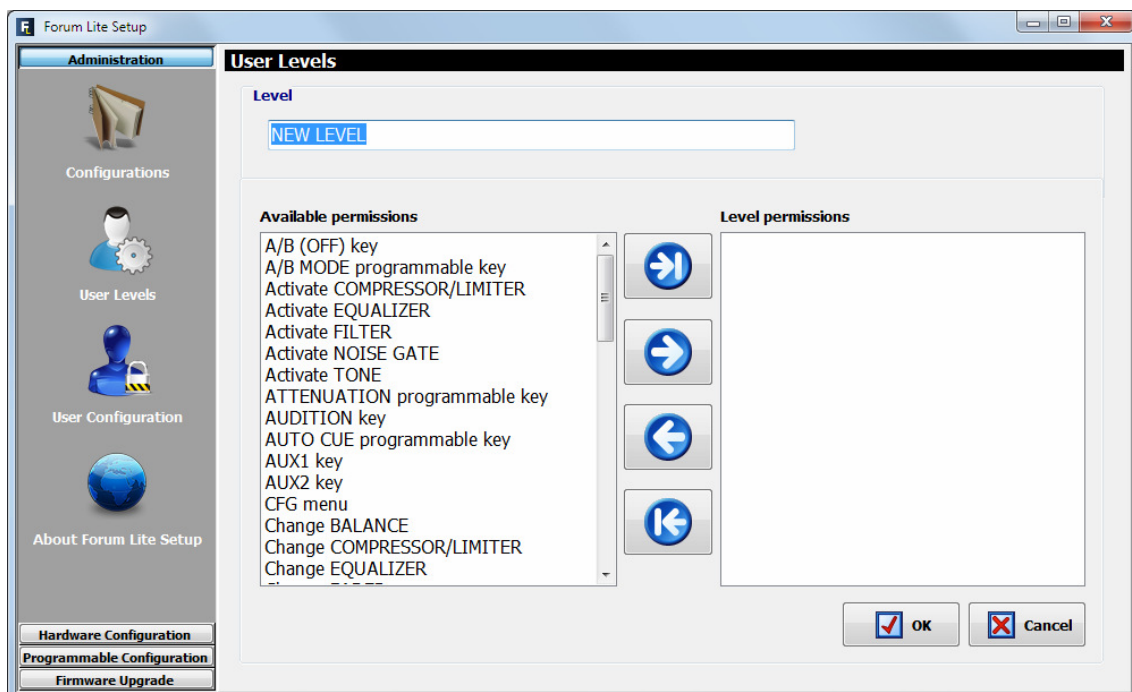 Forum Lite Setup
Administration
Configurations
User Levels
User Configuration
About Forum Lite Setup
Hardware Configuration
Programmable Configuration
Firmware Upgrade
User Levels
Level
NEW LEVEL
Available permissions
A/B (OFF) key
A/B MODE programmable key
Activate COMPRESSOR/LIMITER
Activate EQUALIZER
Activate FILTER
Activate NOISE GATE
Activate TONE
ATTENUATION programmable key
AUDITION key
AUTO CUE programmable key
AUX1 key
AUX2 key
CFG menu
Change BALANCE
Change COMPRESSOR/LIMITER
Change EQUALIZER
Level permissions
OK
Cancel